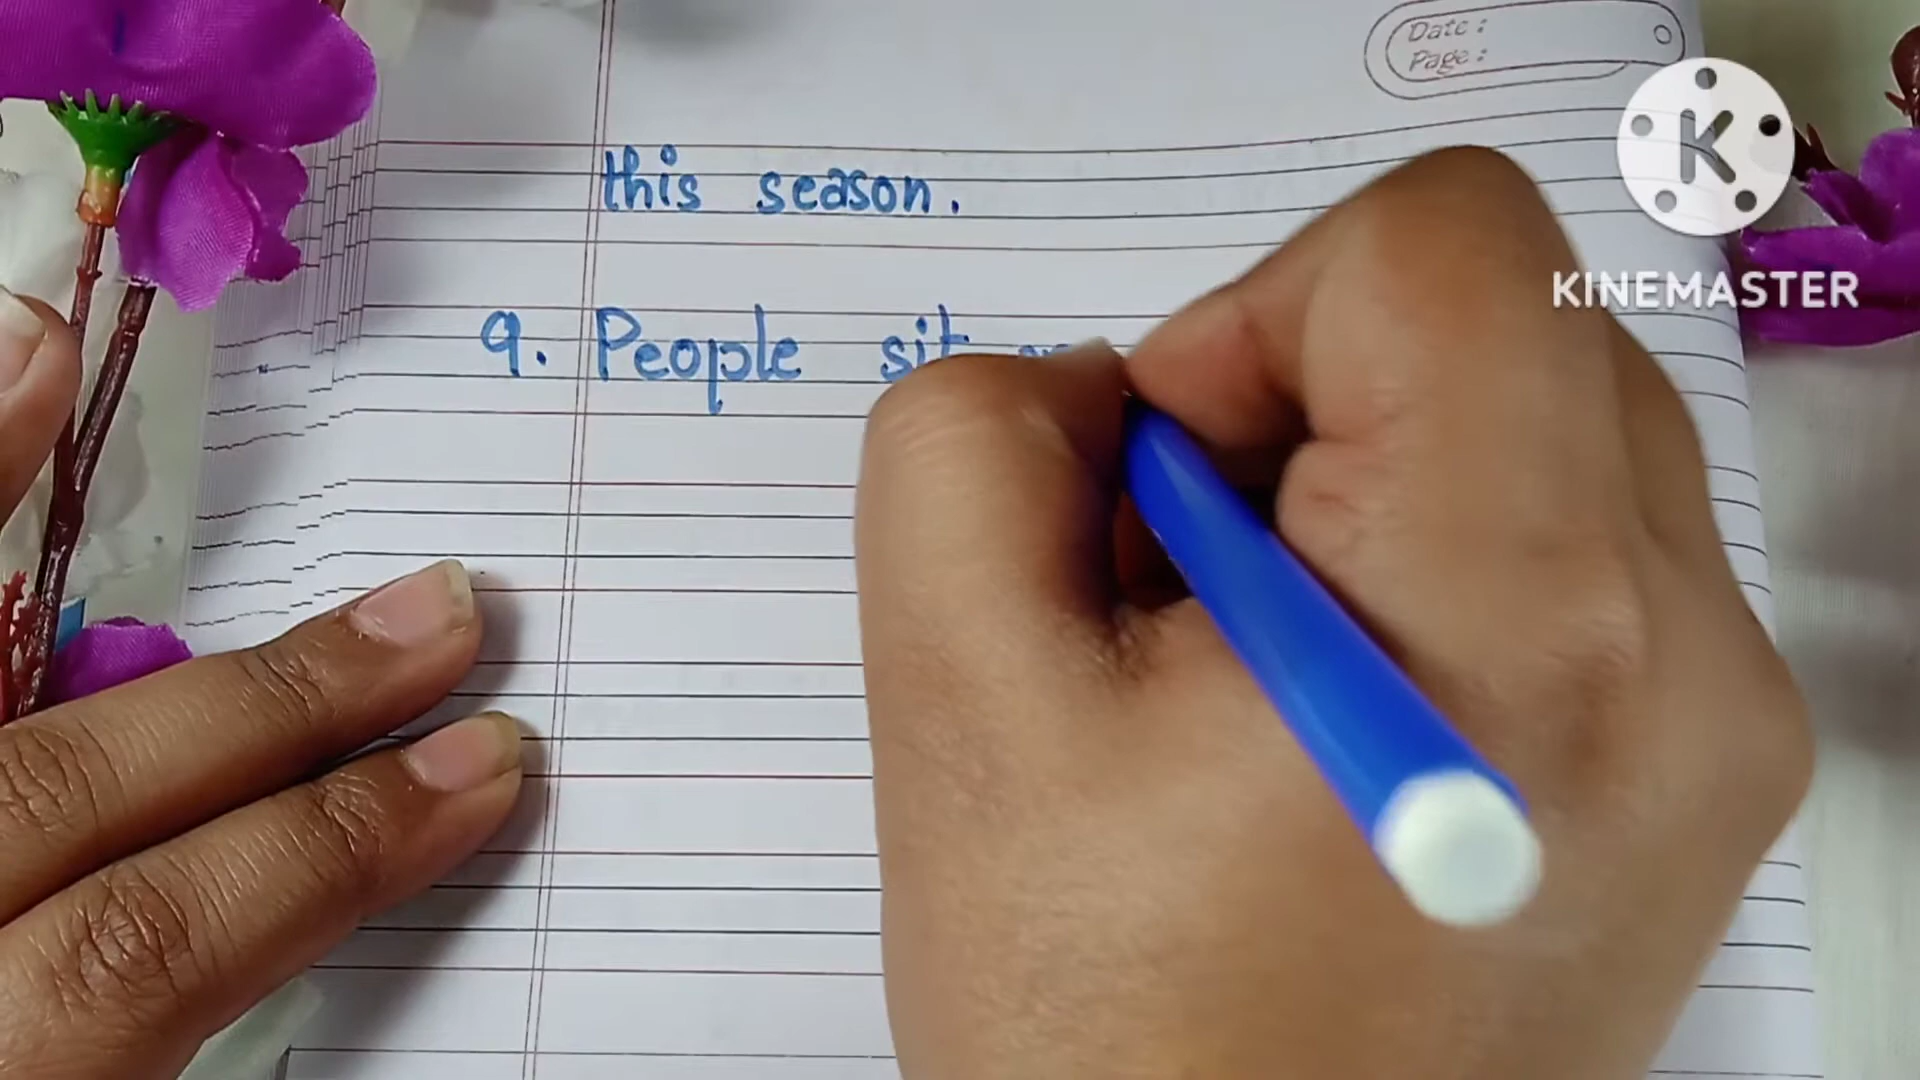 Date :
Page :
this season.
KINEMASTER
9. People sit